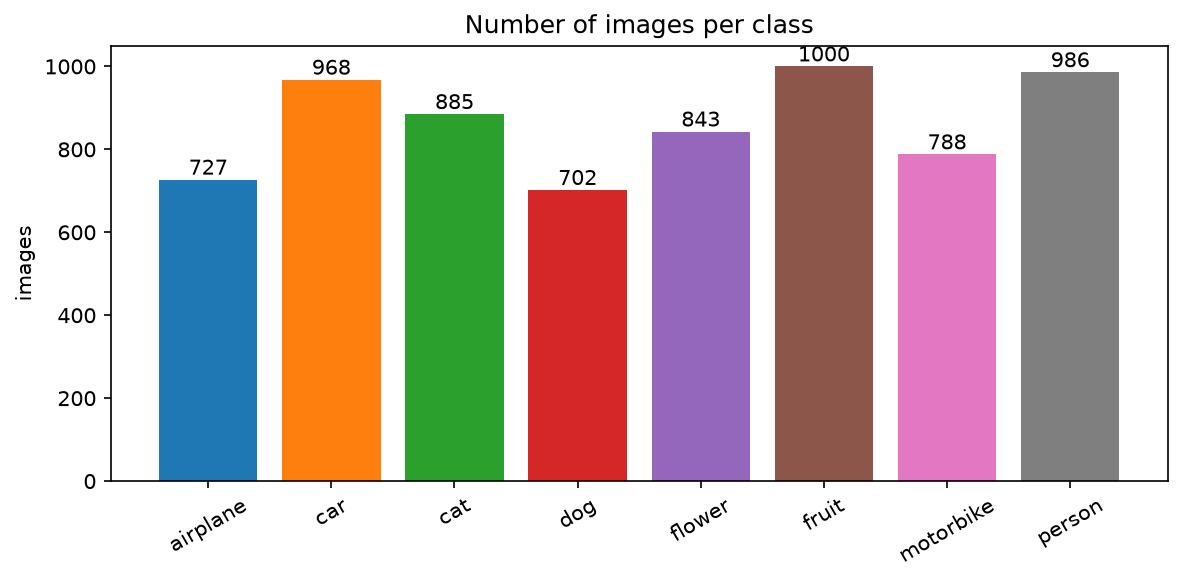 Number of images per class
images
1000
800
600
400
200
0
727
968
885
702
843
1000
788
986
airplane
car
cat
dog
flower
fruit
motorbike
person